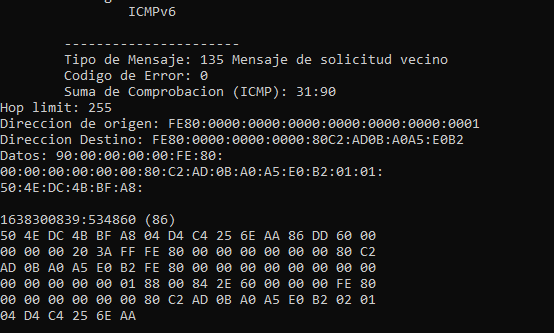 ICMPv6
----------------------
Tipo de Mensaje: 135 Mensaje de solicitud vecino
Codigo de Error: 0
Suma de Comprobacion (ICMP): 31:90
Hop limit: 255
Direccion de origen: FE80:0000:0000:0000:0000:0000:0000:0001
Direccion Destino: FE80:0000:0000:0000:80C2:AD0B:A0A5:E0B2
Datos: 90:00:00:00:00:FE:80:
00:00:00:00:00:00:80:C2:AD:0B:A0:A5:E0:B2:01:01:
50:4E:DC:4B:BF:A8:
1638300839:534860 (86)
50 4E DC 4B BF A8 04 D4 C4 25 6E AA 86 DD 60 00
00 00 00 20 3A FF FE 80 00 00 00 00 00 00 80 C2
AD 0B A0 A5 E0 B2 FE 80 00 00 00 00 00 00 00 00
00 00 00 00 00 01 88 00 84 2E 60 00 00 00 FE 80
00 00 00 00 00 00 80 C2 AD 0B A0 A5 E0 B2 02 01
04 D4 C4 25 6E AA